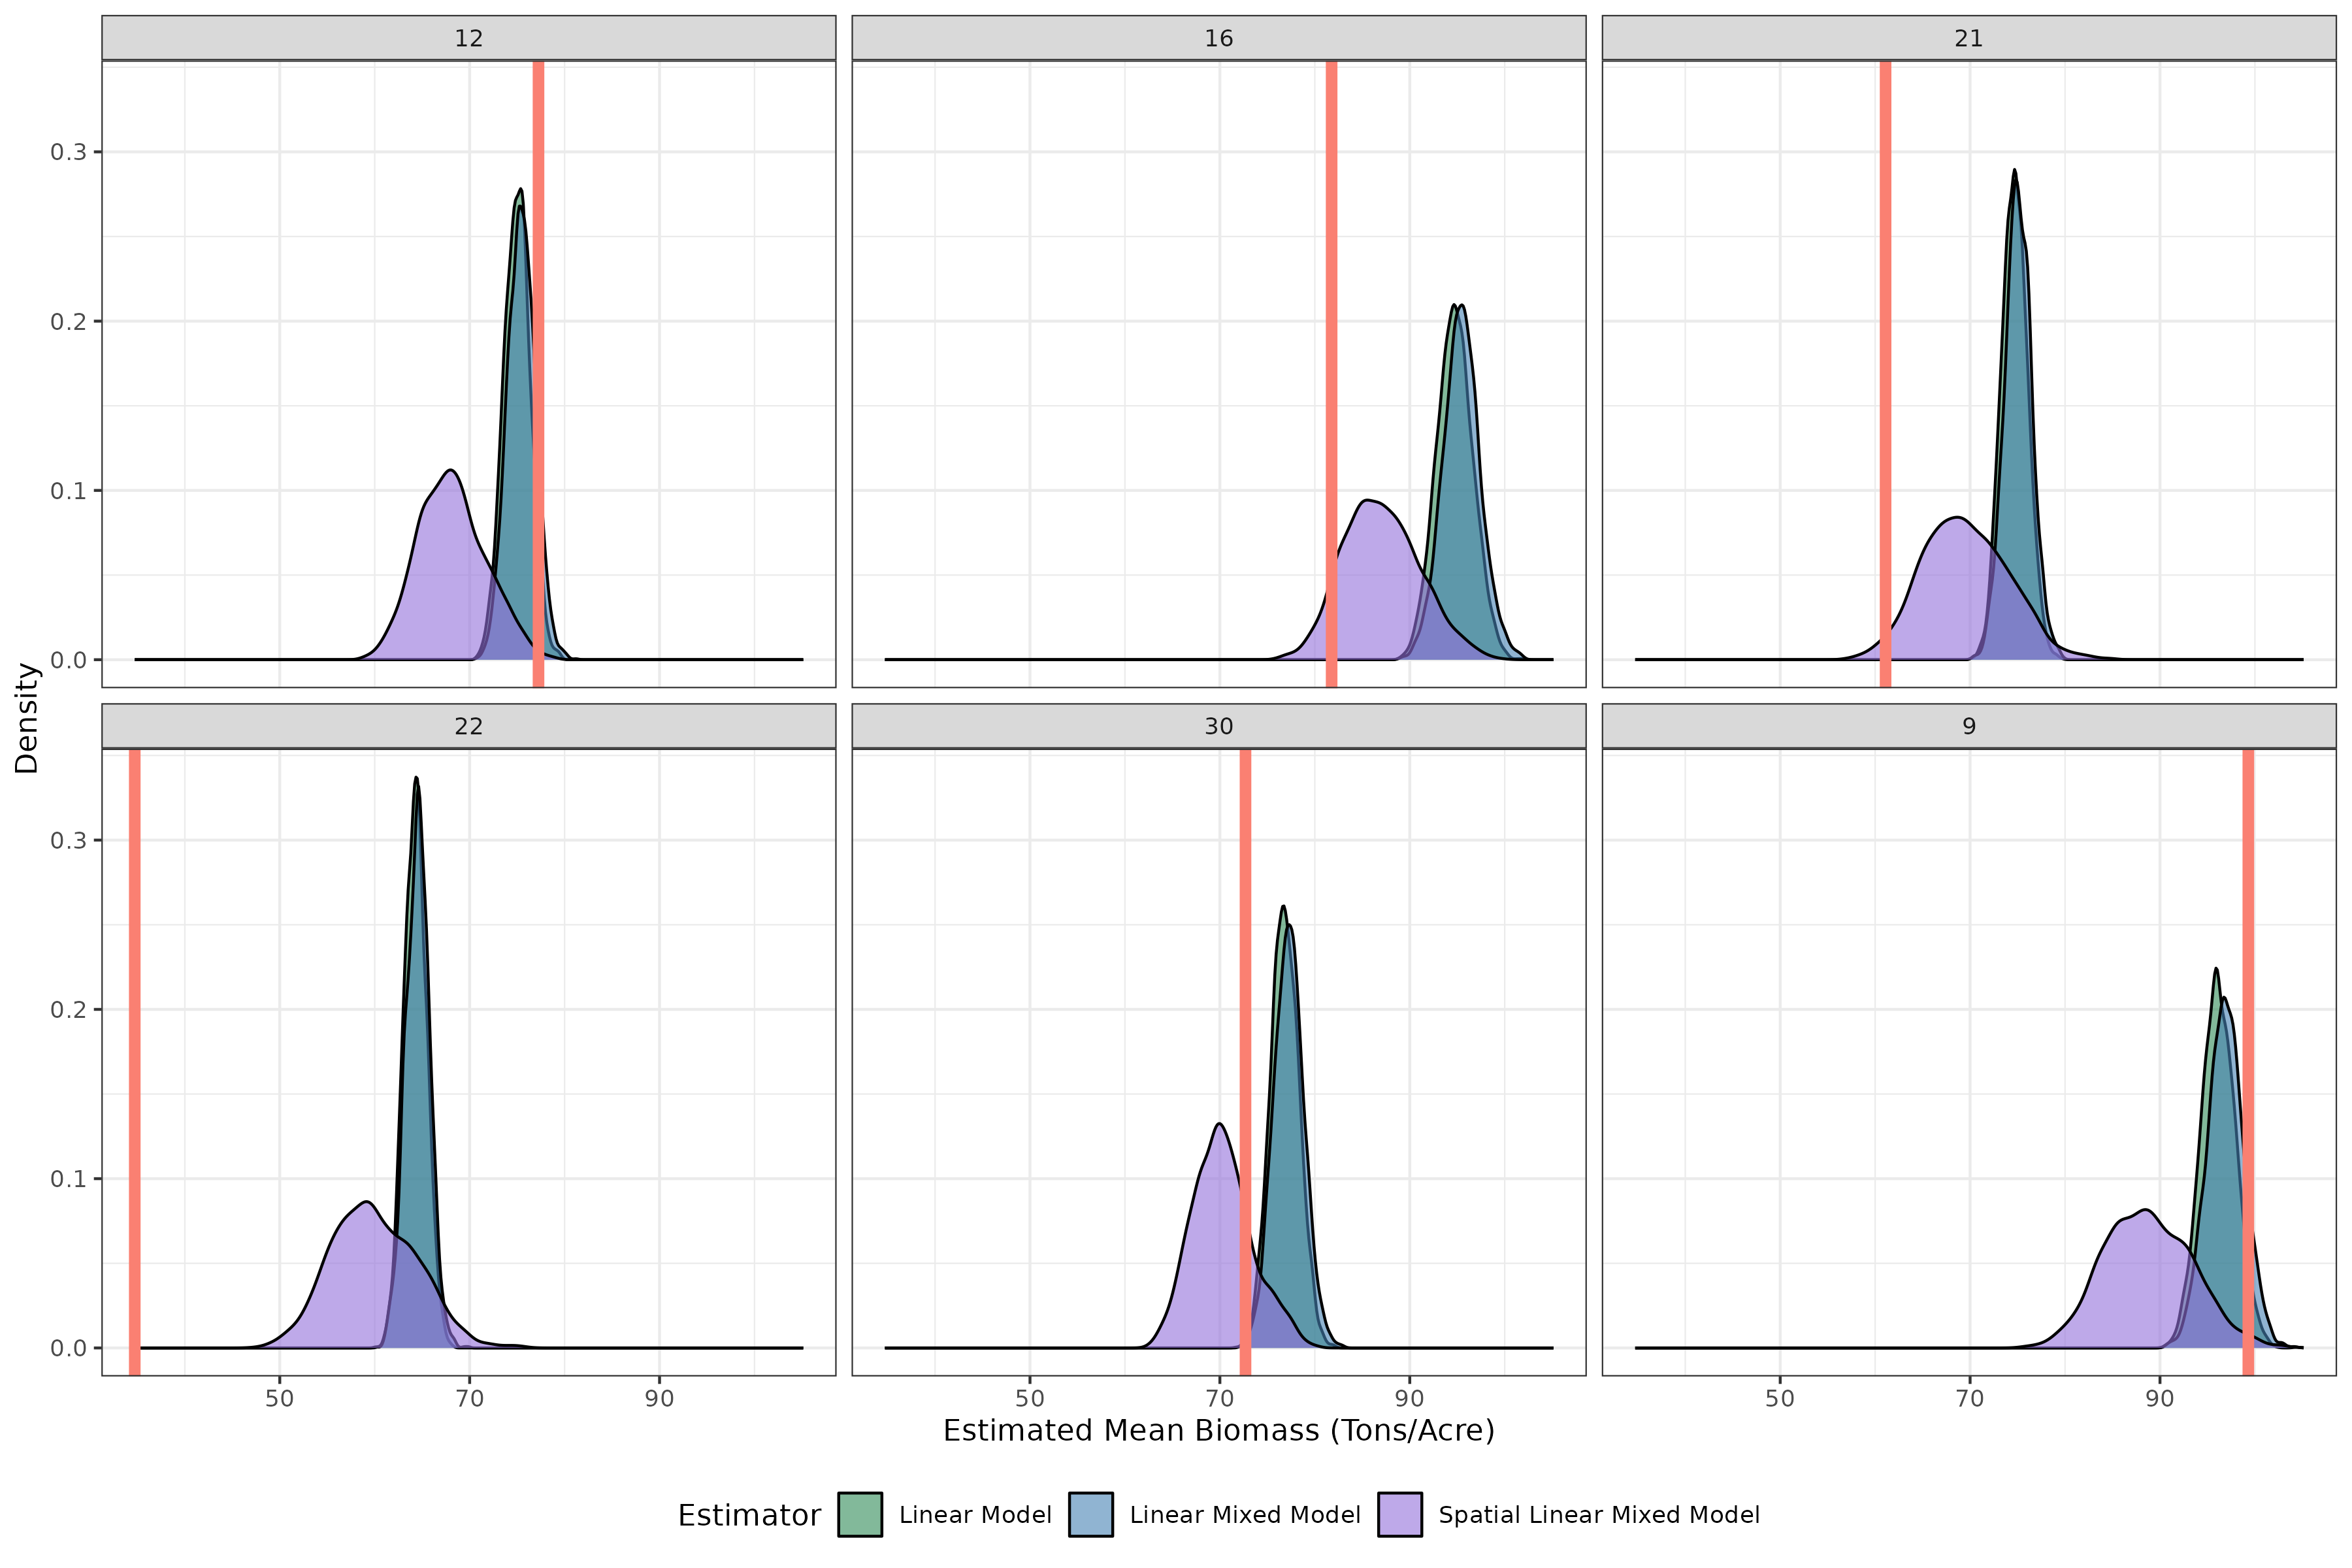 12 16 21
0.3
0.2
0.1
0.0
Density
22 30 9
0.3
0.2
0.1
0.0
50 70 90 50 70 90 50 70 90
Estimated Mean Biomass (Tons/Acre)
Estimator Linear Model Linear Mixed Model Spatial Linear Mixed Model